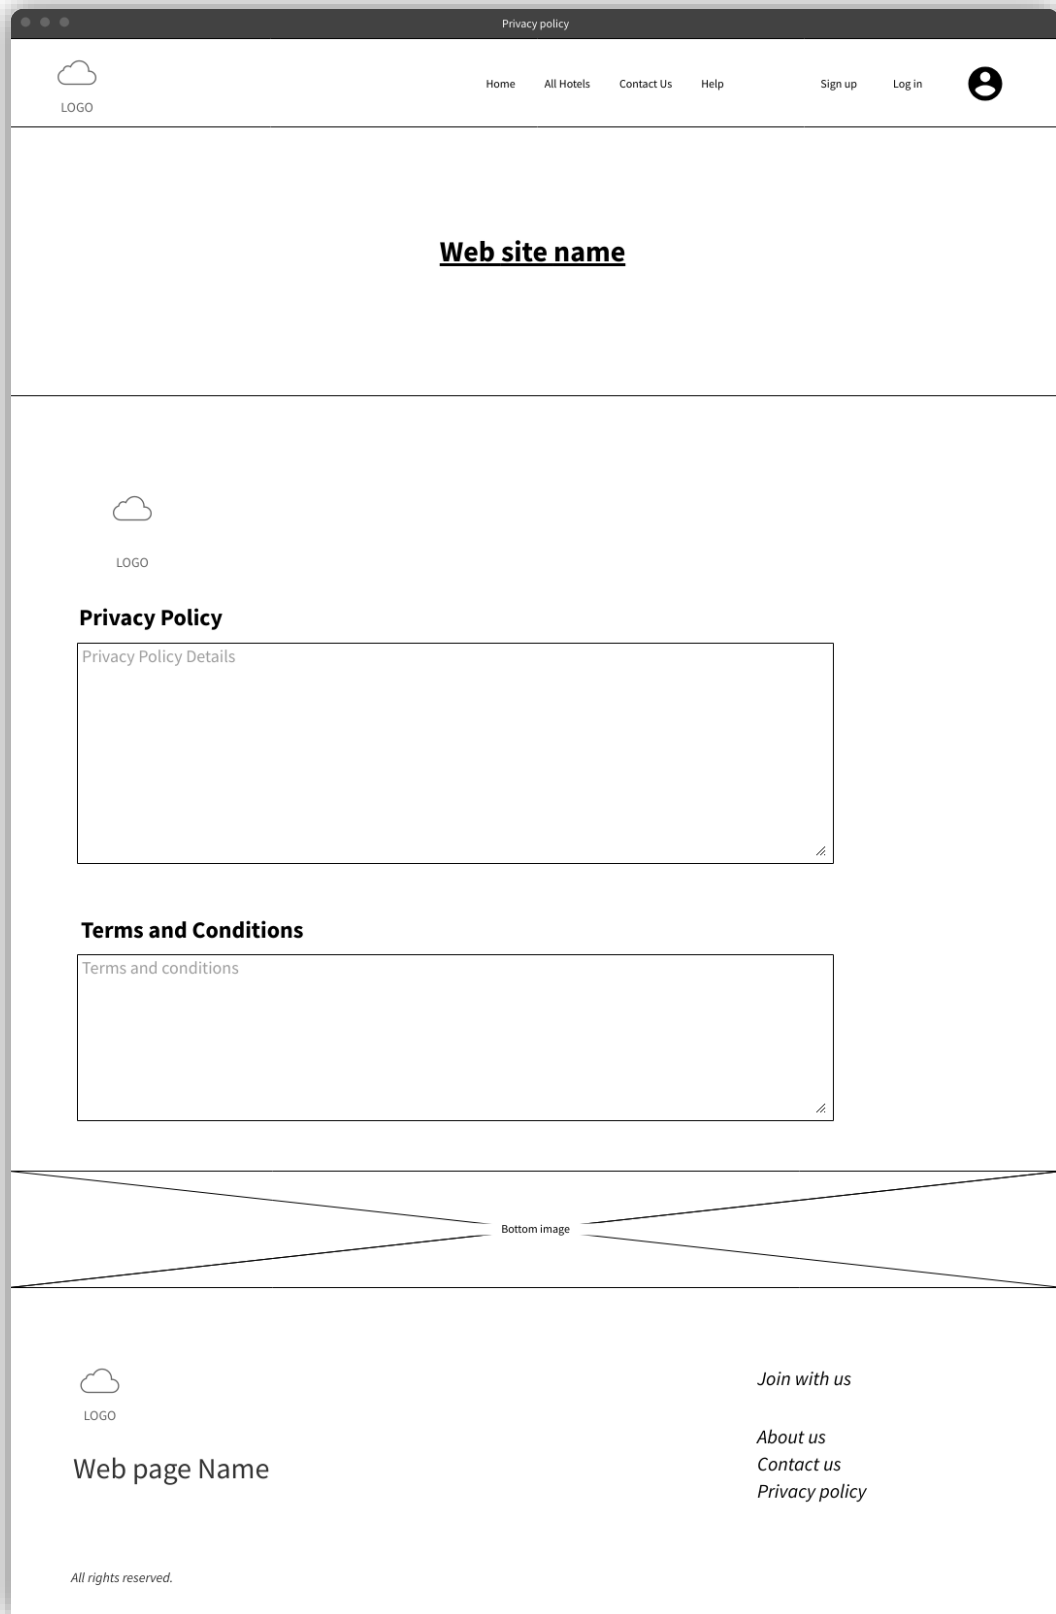 Privacy policy
LOGO
Home All Hotels Contact Us Help Sign up Log in
Web site name
LOGO
Privacy Policy
Privacy Policy Details
Terms and Conditions
Terms and conditions
Bottom image
LOGO
Web page Name
Join with us
About us
Contact us
Privacy policy
All rights reserved.